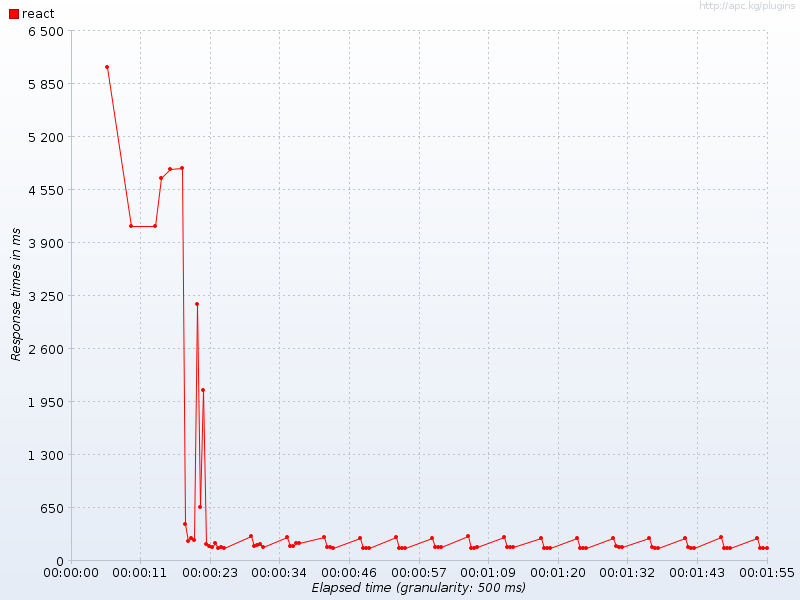 http://apc.kg/plugins
react
6 500
5 850
5 200
4 550
3 900
3 250
2 600
1 950
1 300
650
0
Response times in ms
00:00:00 00:00:11 00:00:23 00:00:34 00:00:46 00:00:57 00:01:09 00:01:20 00:01:32 00:01:43 00:01:55
Elapsed time (granularity: 500 ms)